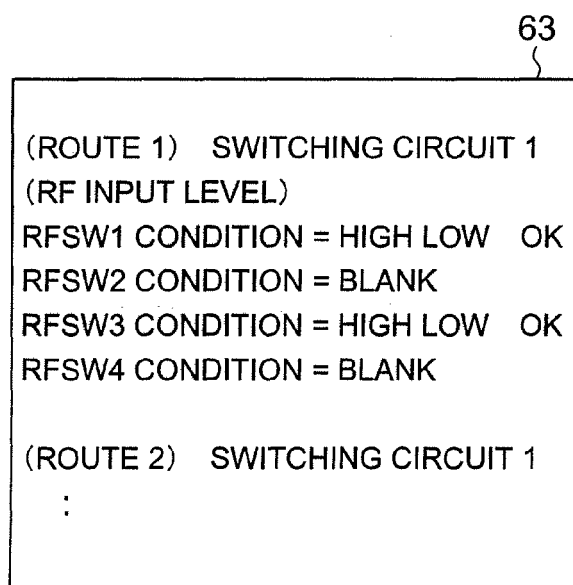 63
(ROUTE 1) SWITCHING CIRCUIT 1
(RF INPUT LEVEL)
RFSW1 CONDITION = HIGH LOW OK
RFSW2 CONDITION = BLANK
RFSW3 CONDITION = HIGH LOW OK
RFSW4 CONDITION = BLANK
(ROUTE 2) SWITCHING CIRCUIT 1
: